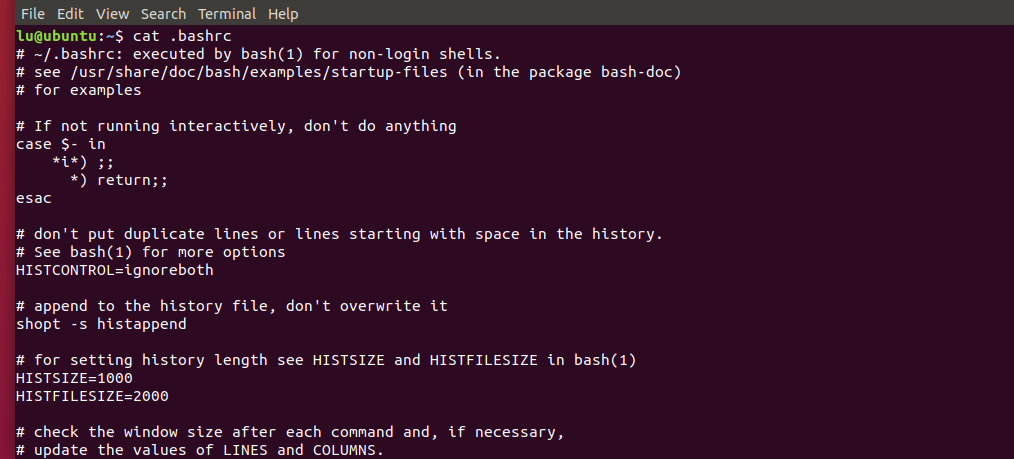 File Edit View Search Terminal Help
lu@ubuntu:~$ cat .bashrc
# ~/.bashrc: executed by bash(1) for non-login shells.
# see /usr/share/doc/bash/examples/startup-files (in the package bash-doc)
# for examples

# If not running interactively, don't do anything
case $- in
    *i*) ;;
      *) return;;
esac

# don't put duplicate lines or lines starting with space in the history.
# See bash(1) for more options
HISTCONTROL=ignoreboth

# append to the history file, don't overwrite it
shopt -s histappend

# for setting history length see HISTSIZE and HISTFILESIZE in bash(1)
HISTSIZE=1000
HISTFILESIZE=2000

# check the window size after each command and, if necessary,
# update the values of LINES and COLUMNS.